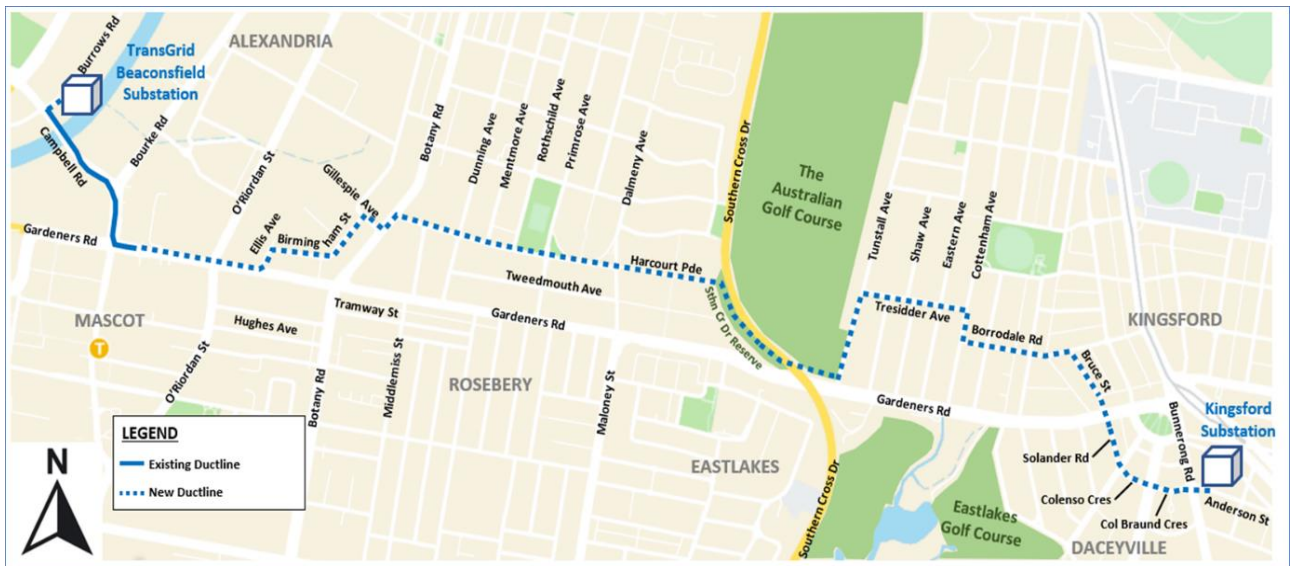 Burrows Rd
ALEXANDRIA
TransGrid
Beaconsfield
Substation
Campbell Rd
Bourke Rd
O'Riordan St
Gillespie Ave
Botany Rd
Dunning Ave
Mentmore Ave
Rothschild Ave
Primrose Ave
Dalmeny Ave
Southern Cross Dr
The
Australian
Golf Course
Tunstall Ave
Shaw Ave
Eastern Ave
Cottenham Ave
Gardeners Rd
Ellis Ave
Birming
ham St
Harcourt Pde
Tweedmouth Ave
Sthn Cr Dr Reserve
Tresidder Ave
Borrodale Rd
KINGSFORD
MASCOT
T
Hughes Ave
Tramway St
Gardeners Rd
O'Riordan St
Botany Rd
Middlemiss St
ROSEBERY
Maloney St
Gardeners Rd
Bruce St
Bunnerong Rd
Kingsford
Substation
LEGEND
Existing Ductline
New Ductline
N
EASTLAKES
Southern Cross Dr
Eastlakes
Golf Course
Solander Rd
Colenso Cres
Col Braund Cres
Anderson St
DACEYVILLE